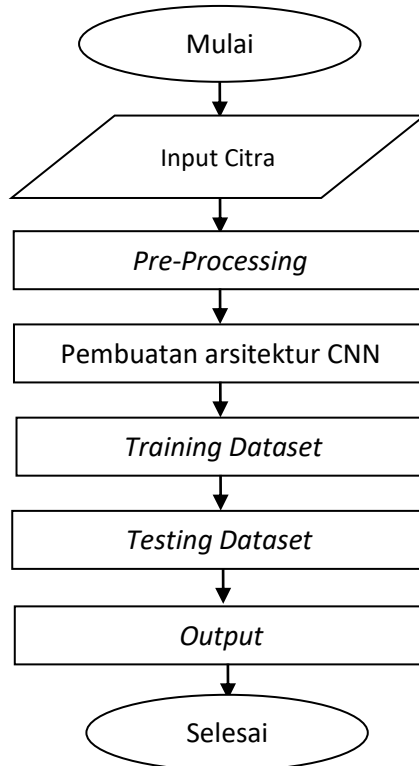 Mulai
Input Citra
Pre-Processing
Pembuatan arsitektur CNN
Training Dataset
Testing Dataset
Output
Selesai